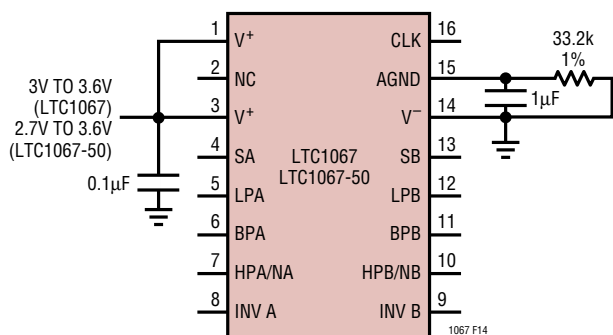 1
V+
CLK
16
33.2k
1%
2
NC
AGND
15
3V TO 3.6V
(LTC1067)
3
V+
V−
14
1µF
2.7V TO 3.6V
(LTC1067-50)
4
SA
LTC1067
LTC1067-50
SB
13
0.1µF
5
LPA
LPB
12
6
BPA
BPB
11
7
HPA/NA
HPB/NB
10
8
INV A
INV B
9
1067 F14